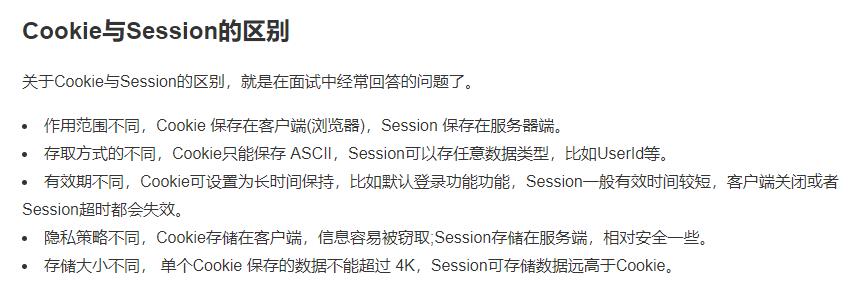 Cookie与Session的区别
关于Cookie与Session的区别，就是在面试中经常回答的问题了。
• 作用范围不同，Cookie 保存在客户端(浏览器)，Session 保存在服务器端。
• 存取方式的不同，Cookie只能保存 ASCII，Session可以存任意数据类型，比如UserId等。
• 有效期不同，Cookie可设置为长时间保持，比如默认登录功能功能，Session一般有效时间较短，客户端关闭或者
Session超时都会失效。
• 隐私策略不同，Cookie存储在客户端，信息容易被窃取;Session存储在服务端，相对安全一些。
• 存储大小不同， 单个Cookie 保存的数据不能超过 4K，Session可存储数据远高于Cookie。